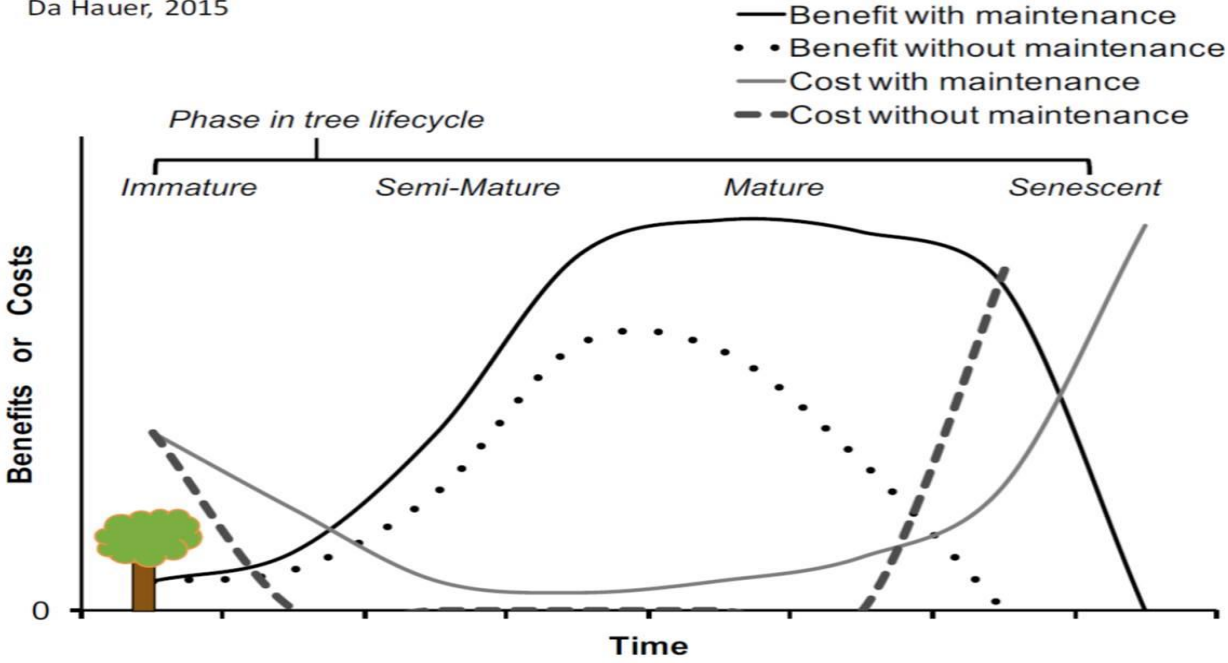 Da Hauer, 2015
Benefit with maintenance
Benefit without maintenance
Cost with maintenance
Cost without maintenance
Phase in tree lifecycle
Immature Semi-Mature Mature Senescent
Benefits or Costs
0
Time